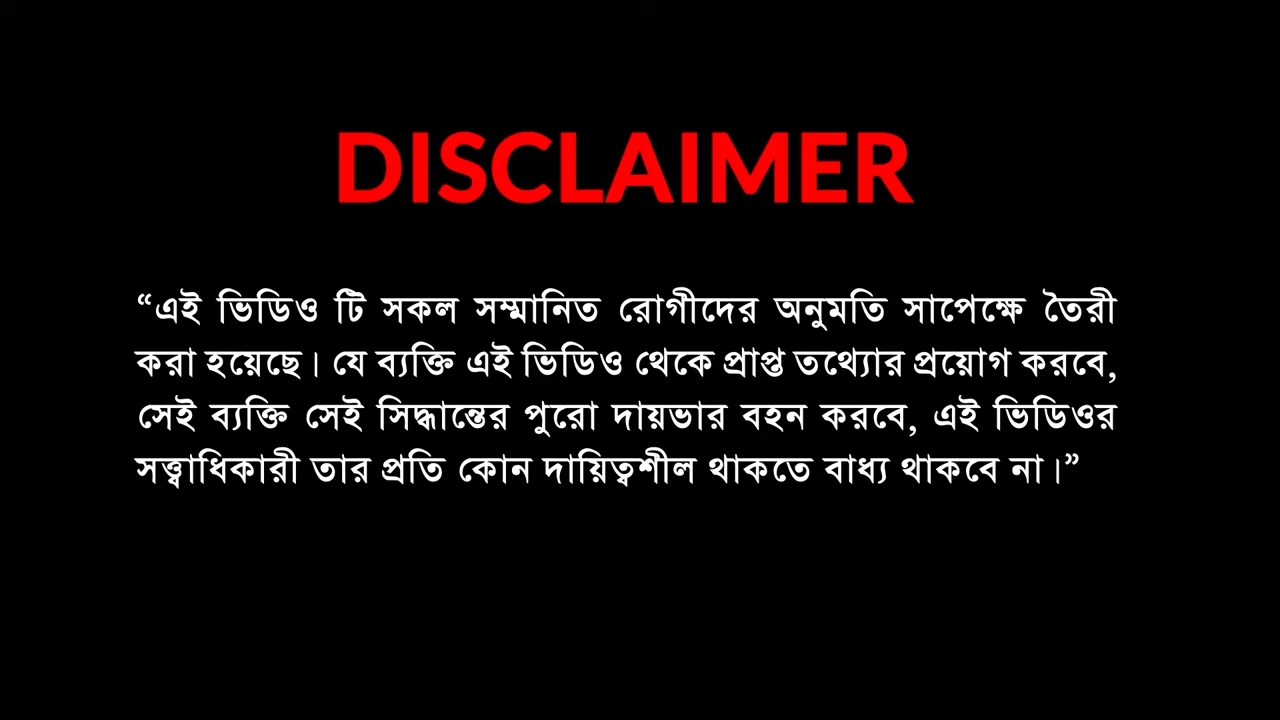 DISCLAIMER
“এই ভিডিও টি সকল সম্মানিত রোগীদের অনুমতি সাপেক্ষে তৈরী
করা হয়েছে। যে ব্যক্তি এই ভিডিও থেকে প্রাপ্ত তথ্যোর প্রয়োগ করবে,
সেই ব্যক্তি সেই সিদ্ধান্তের পুরো দায়ভার বহন করবে, এই ভিডিওর
সত্ত্বাধিকারী তার প্রতি কোন দায়িত্বশীল থাকতে বাধ্য থাকবে না।”